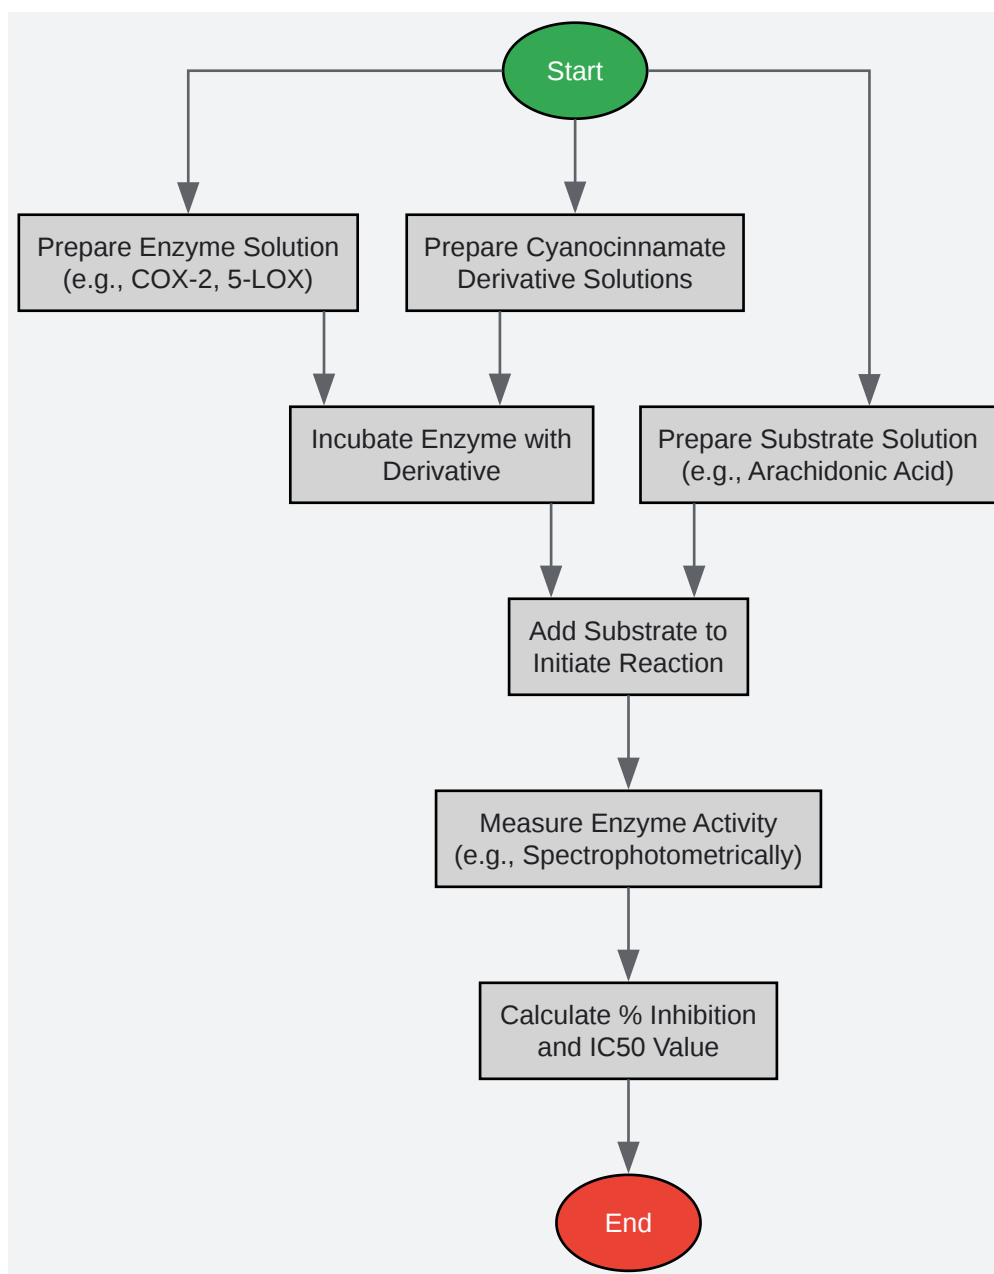 Start
Prepare Enzyme Solution
(e.g., COX-2, 5-LOX)
Prepare Cyanocinnamate
Derivative Solutions
Incubate Enzyme with
Derivative
Prepare Substrate Solution
(e.g., Arachidonic Acid)
Add Substrate to
Initiate Reaction
Measure Enzyme Activity
(e.g., Spectrophotometrically)
Calculate % Inhibition
and IC50 Value
End